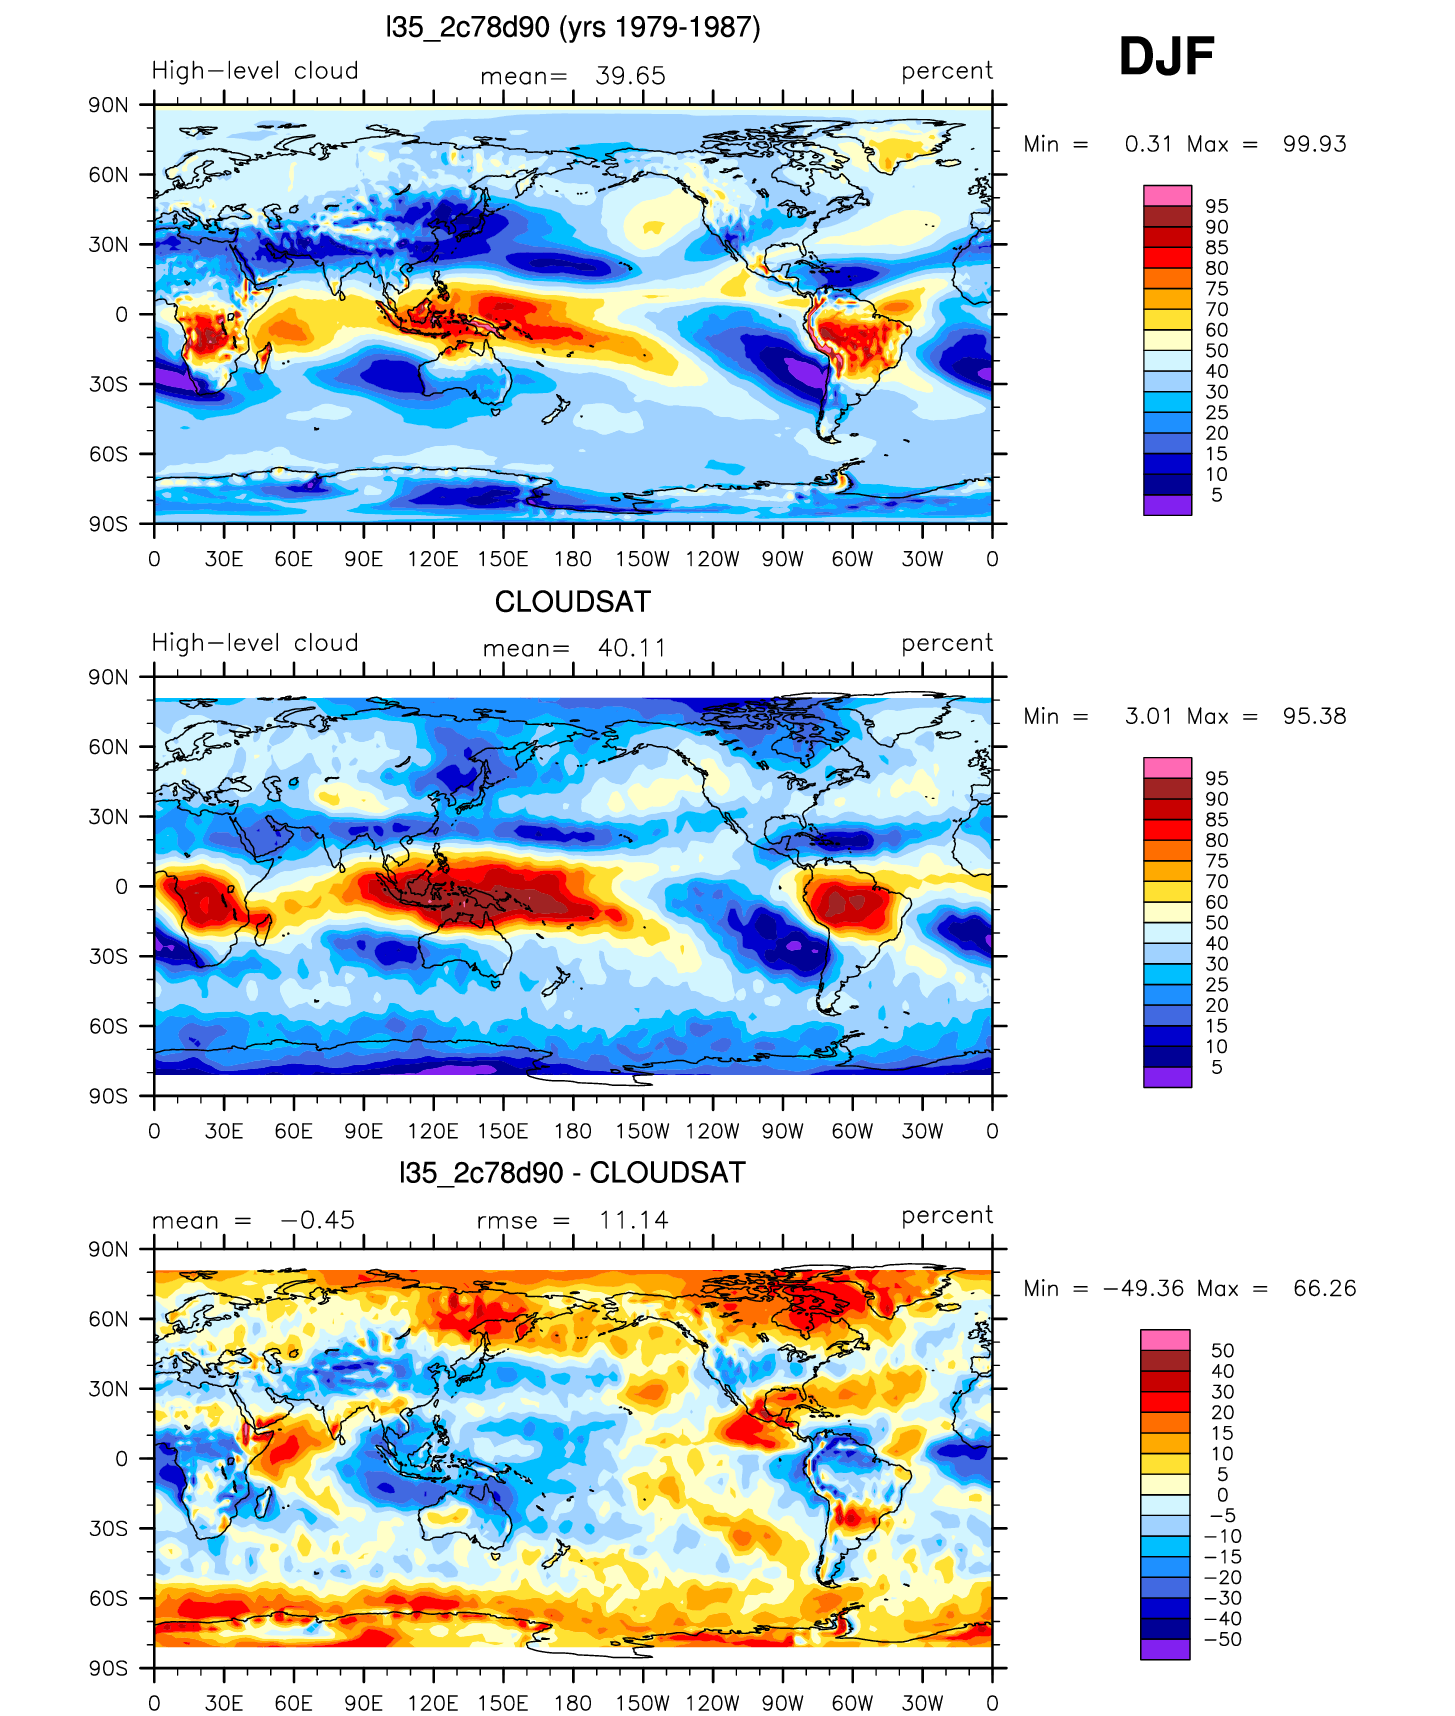 l35_2c78d90 (yrs 1979-1987)
DJF
High-level cloud mean= 39.65 percent
Min = 0.31 Max = 99.93
90N
60N
30N
0
30S
60S
90S
0 30E 60E 90E 120E 150E 180 150W 120W 90W 60W 30W 0
95
90
85
80
75
70
60
50
40
30
25
20
15
10
5
CLOUDSAT
High-level cloud mean= 40.11 percent
Min = 3.01 Max = 95.38
90N
60N
30N
0
30S
60S
90S
0 30E 60E 90E 120E 150E 180 150W 120W 90W 60W 30W 0
95
90
85
80
75
70
60
50
40
30
25
20
15
10
5
l35_2c78d90 - CLOUDSAT
mean = -0.45 rmse = 11.14 percent
Min = -49.36 Max = 66.26
90N
60N
30N
0
30S
60S
90S
0 30E 60E 90E 120E 150E 180 150W 120W 90W 60W 30W 0
50
40
30
20
15
10
5
0
-5
-10
-15
-20
-30
-40
-50